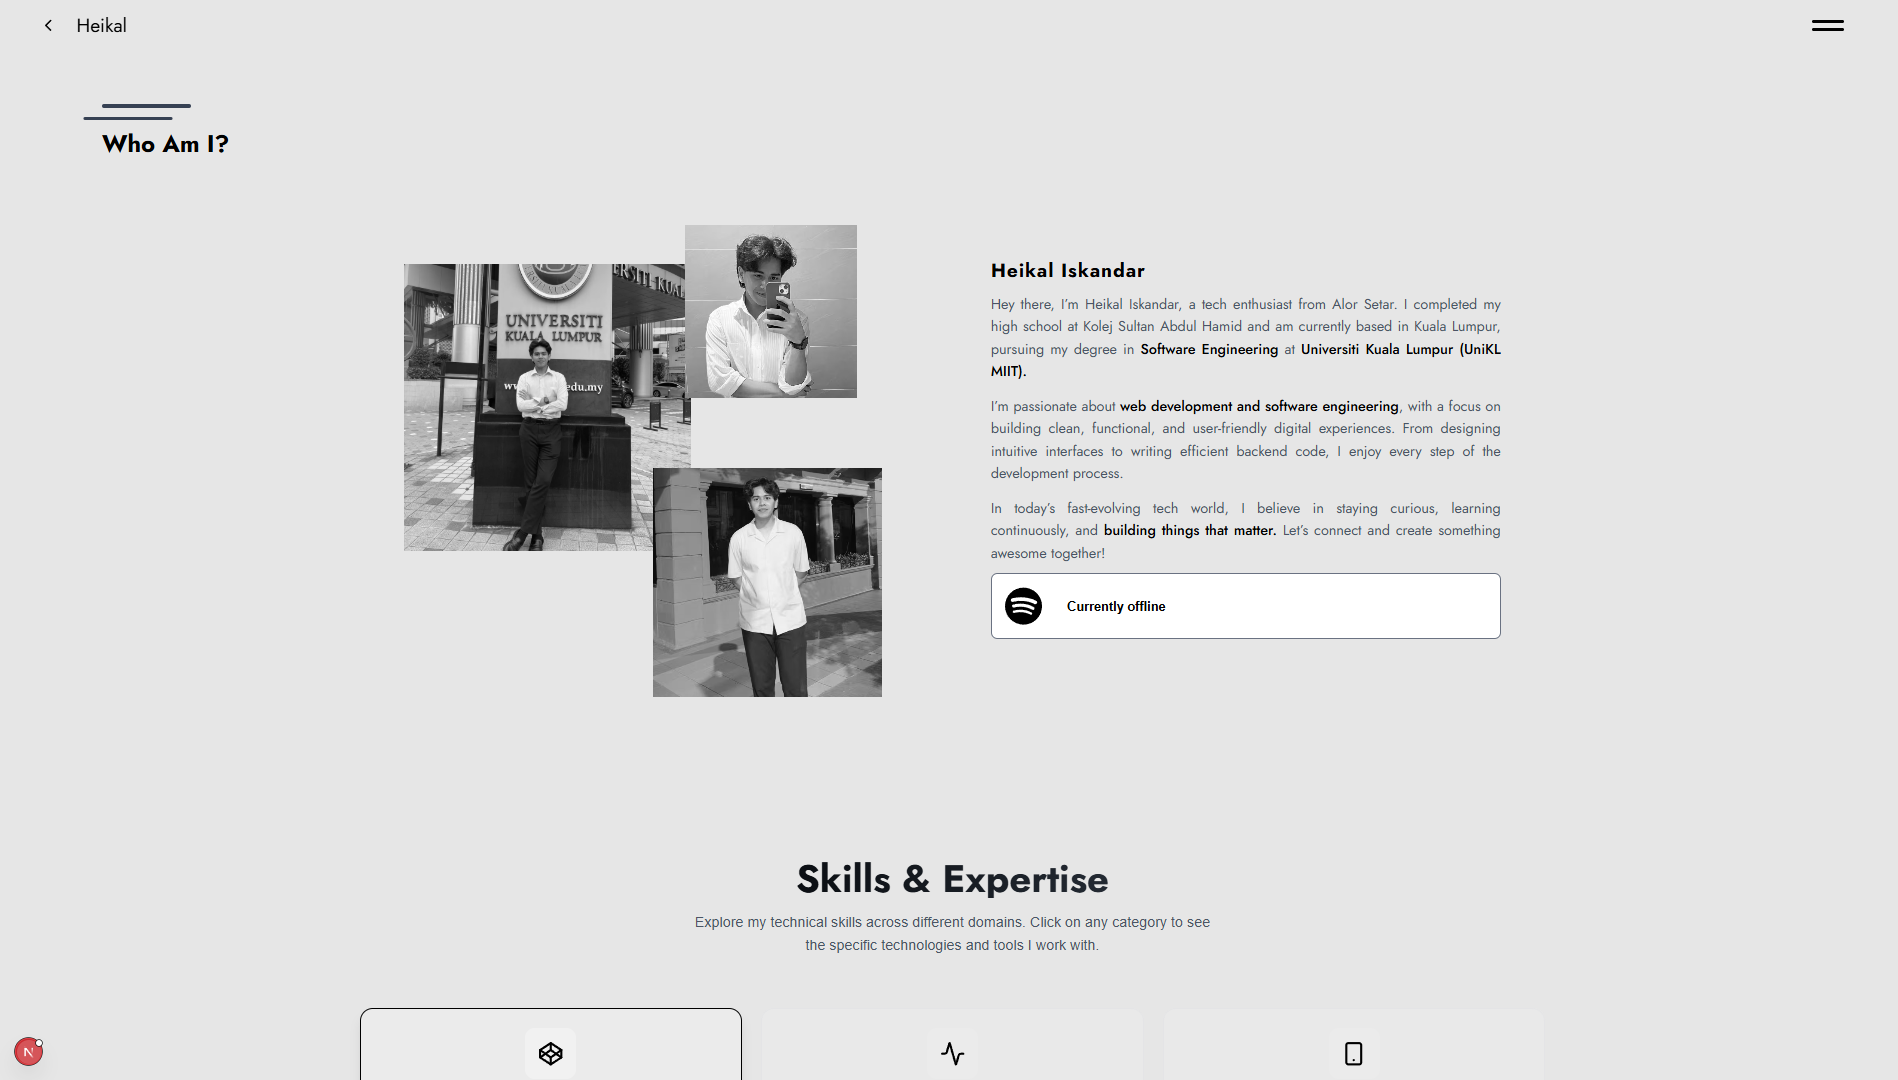 Heikal
Who Am I?
UNIVERSITI
KUALA LUMPUR
edu.my
Heikal Iskandar
Hey there, I'm Heikal Iskandar, a tech enthusiast from Alor Setar. I completed my
high school at Kolej Sultan Abdul Hamid and am currently based in Kuala Lumpur,
pursuing my degree in Software Engineering at Universiti Kuala Lumpur (UniKL
MIIT).
I'm passionate about web development and software engineering, with a focus on
building clean, functional, and user-friendly digital experiences. From designing
intuitive interfaces to writing efficient backend code, I enjoy every step of the
development process.
In today's fast-evolving tech world, I believe in staying curious, learning
continuously, and building things that matter. Let's connect and create something
awesome together!
Currently offline
Skills & Expertise
Explore my technical skills across different domains. Click on any category to see
the specific technologies and tools I work with.
N